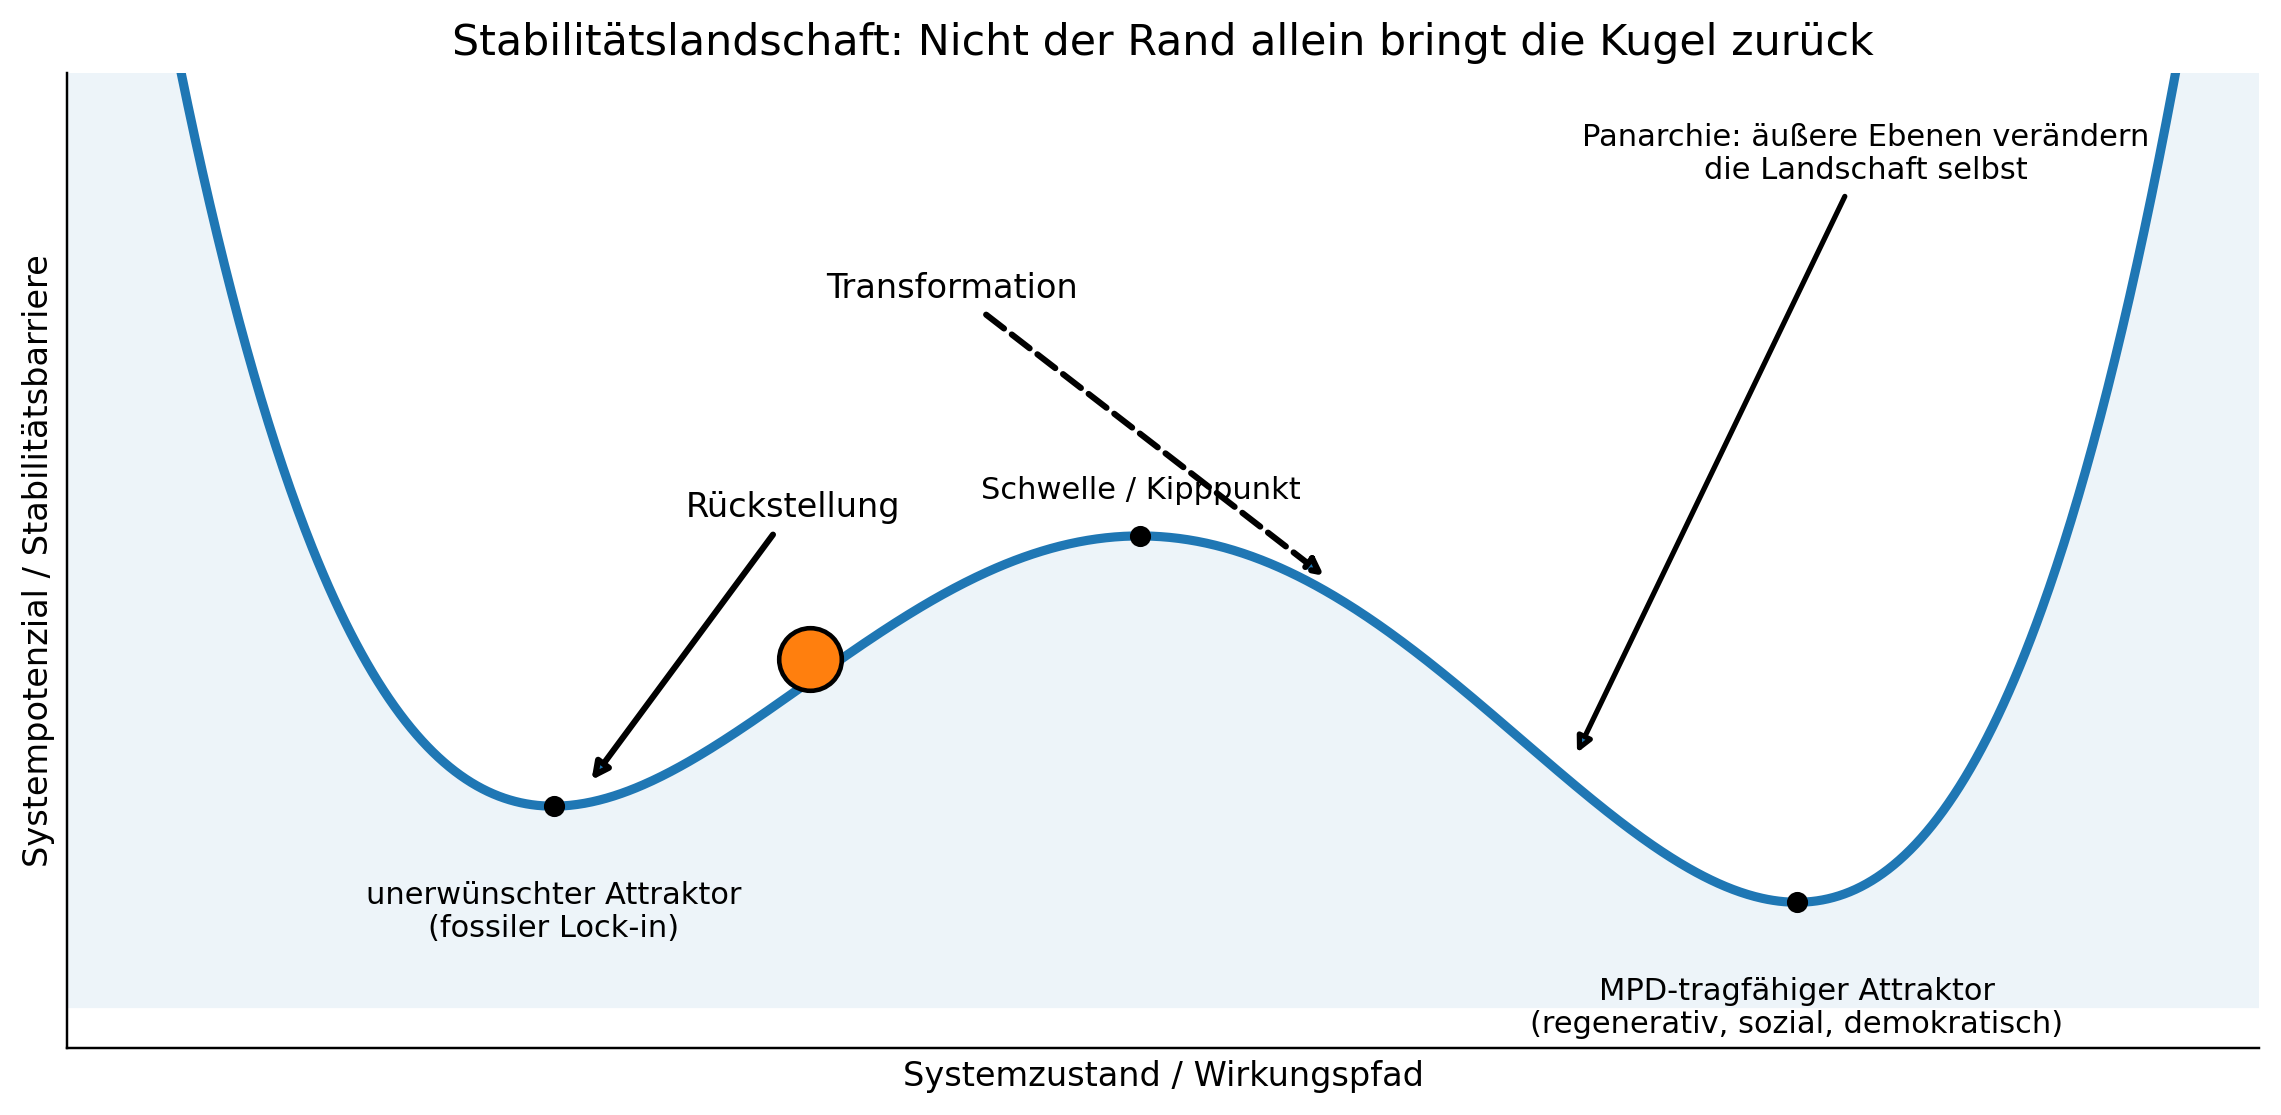 Stabilitätslandschaft: Nicht der Rand allein bringt die Kugel zurück
Panarchie: äußere Ebenen verändern
die Landschaft selbst
Transformation
Schwelle / Kipppunkt
Rückstellung
unerwünschter Attraktor
(fossiler Lock-in)
MPD-tragfähiger Attraktor
(regenerativ, sozial, demokratisch)
Systempotenzial / Stabilitätsbarriere
Systemzustand / Wirkungspfad